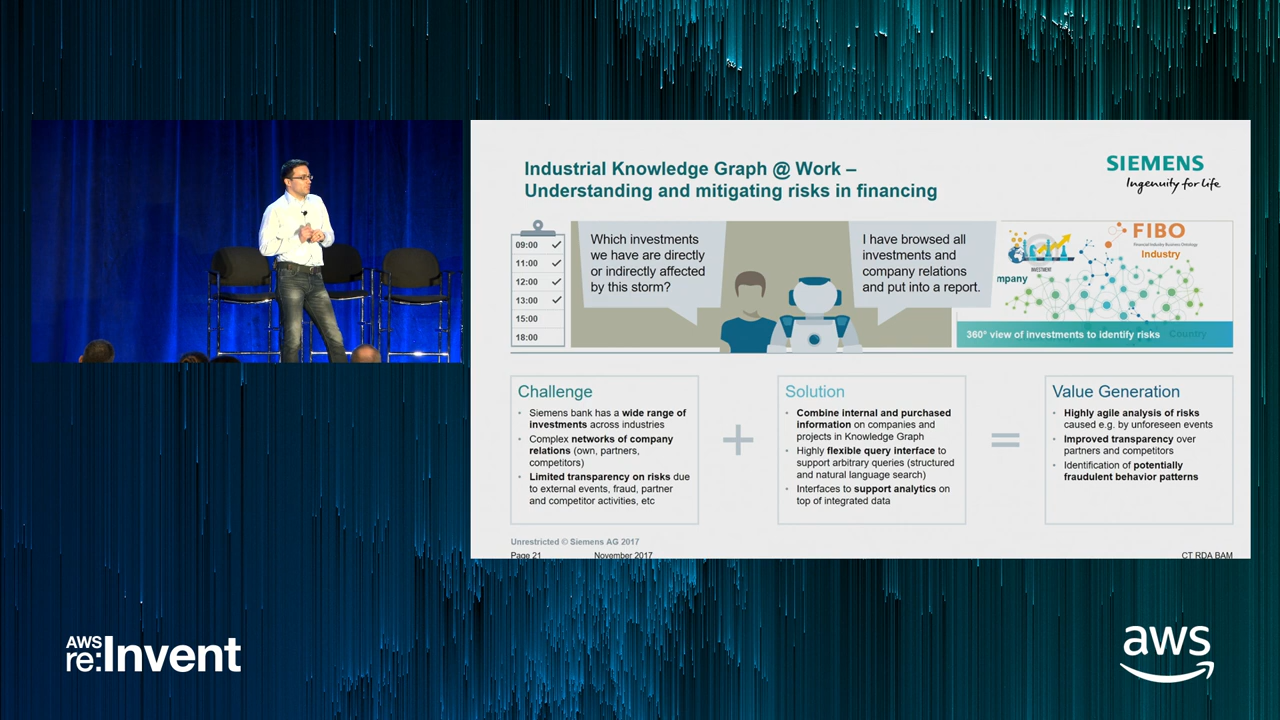 Industrial Knowledge Graph @ Work –
Understanding and mitigating risks in financing
SIEMENS
Ingenuity for life
09:00
11:00
12:00
13:00
15:00
18:00
Which investments
we have are directly
or indirectly affected
by this storm?
I have browsed all
investments and
company relations
and put into a report.
INVESTMENT
mpany
FIBO
Financial Industry Business Ontology
Industry
360° view of investments to identify risks
Country
Challenge
• Siemens bank has a wide range of
investments across industries
• Complex networks of company
relations (own, partners,
competitors)
• Limited transparency on risks due
to external events, fraud, partner
and competitor activities, etc
+
Solution
• Combine internal and purchased
information on companies and
projects in Knowledge Graph
• Highly flexible query interface to
support arbitrary queries (structured
and natural language search)
• Interfaces to support analytics on
top of integrated data
=
Value Generation
• Highly agile analysis of risks
caused e.g. by unforeseen events
• Improved transparency over
partners and competitors
• Identification of potentially
fraudulent behavior patterns
Unrestricted © Siemens AG 2017
Page 21 November 2017 CT RDA BAM
AWS
re:Invent
aws